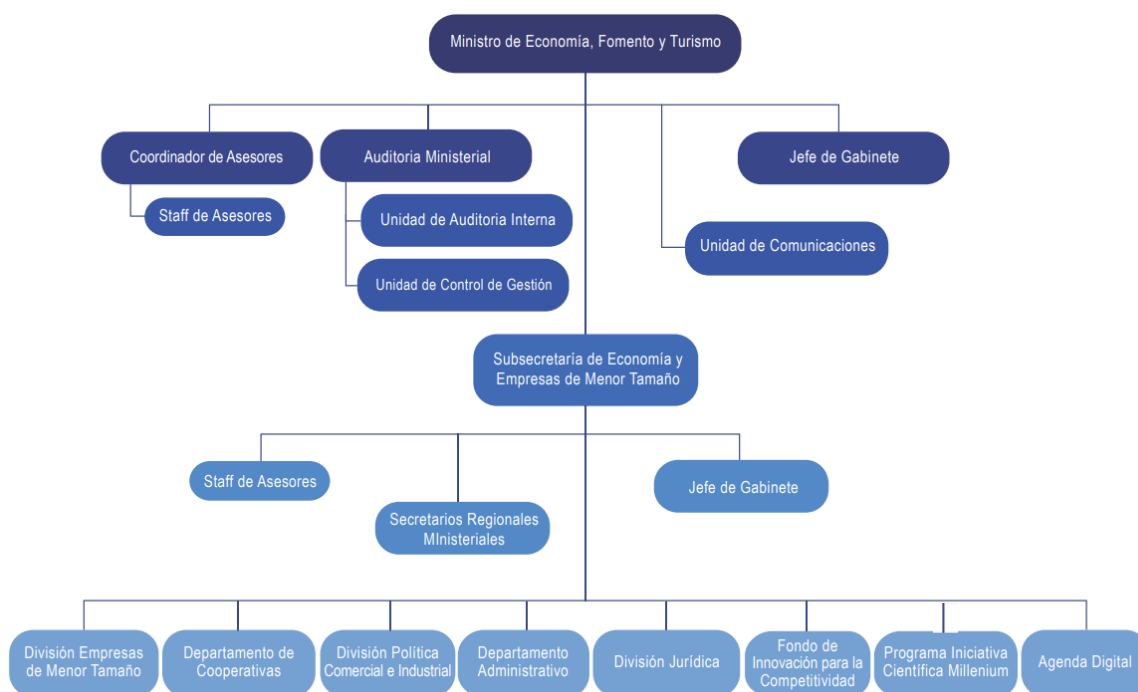 Ministro de Economía, Fomento y Turismo
Coordinador de Asesores
Auditoria Ministerial
Jefe de Gabinete
Staff de Asesores
Unidad de Auditoria Interna
Unidad de Comunicaciones
Unidad de Control de Gestión
Subsecretaría de Economía y
Empresas de Menor Tamaño
Staff de Asesores
Jefe de Gabinete
Secretarios Regionales
MInisteriales
División Empresas
de Menor Tamaño
Departamento de
Cooperativas
División Política
Comercial e Industrial
Departamento
Administrativo
División Jurídica
Fondo de
Innovación para la
Competitividad
Programa Iniciativa
Científica Millenium
Agenda Digital